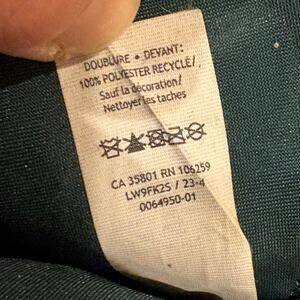 DOUBLURE • DEVANT:
100% POLYESTER RECYCLÉ/
Sauf la décoration/
Nettoyer les taches
CA 35801 RN 106259
LW9FK2S / 23-4
0064950-01